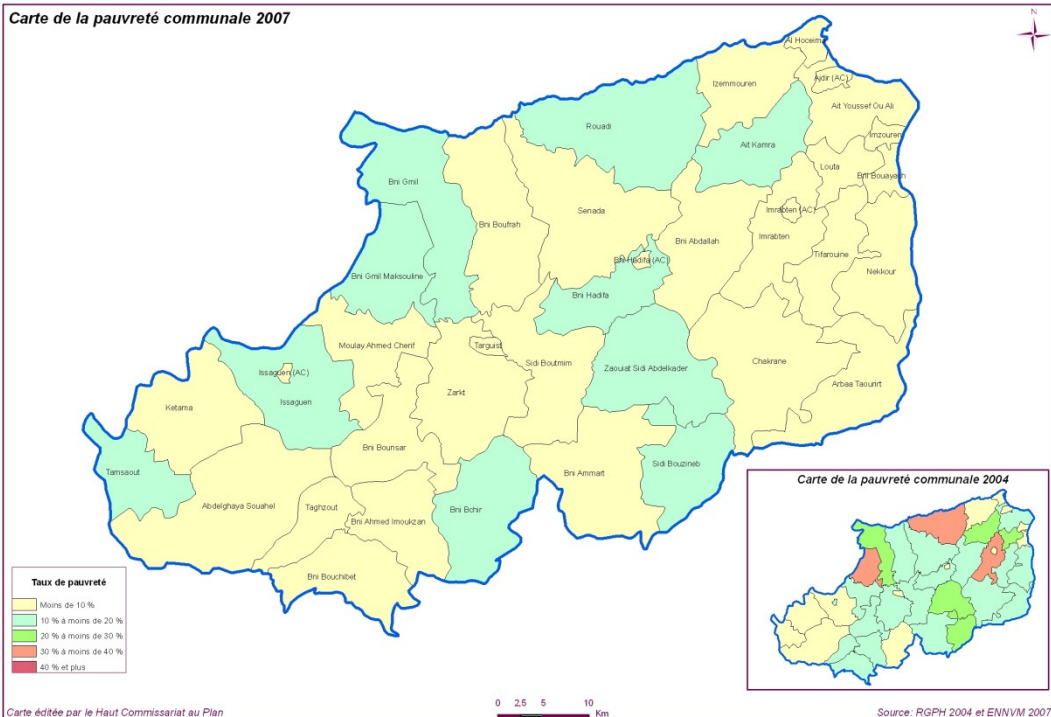 Carte de la pauvreté communale 2007
N
Al Hoceim
Izemmouren
Ajdir (AC)
Ait Youssef Ou Ali
Rouadi
Imzouren
Ait Kamra
Louta
Bni Bouayach
Bni Gmil
Senada
Imrabten (AC)
Bni Boufrah
Imrabten
Bni Abdallah
Tifarouine
Bni Hadifa (AC)
Nekkour
Bni Gmil Maksouline
Bni Hadifa
Moulay Ahmed Cherif
Targuist
Sidi Boutmim
Chakrane
Zaouiat Sidi Abdelkader
Issaguen (AC)
Arbaa Taourirt
Zarkt
Issaguen
Ketama
Bni Bounsar
Sidi Bouzineb
Tamsaout
Bni Ammart
Abdelghaya Souahel
Taghzout
Bni Bchir
Bni Ahmed Imoukzan
Bni Bouchibet
Carte de la pauvreté communale 2004
Taux de pauvreté
Moins de 10 %
10 % à moins de 20 %
20 % à moins de 30 %
30 % à moins de 40 %
40 % et plus
0 2,5 5 10
Km
Carte éditée par le Haut Commissariat au Plan
Source: RGPH 2004 et ENNVM 2007